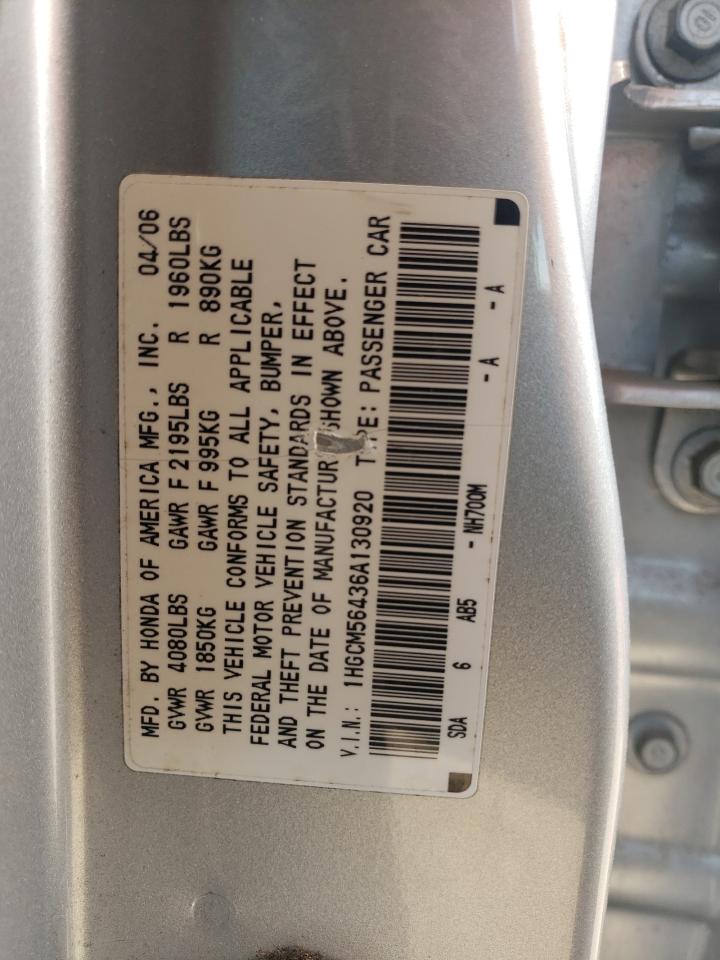 MFD. BY HONDA OF AMERICA MFG., INC. 04/06
GVWR 4080LBS GAWR F 2195LBS R 1960LBS
GVWR 1850KG GAWR F 995KG R 890KG
THIS VEHICLE CONFORMS TO ALL APPLICABLE
FEDERAL MOTOR VEHICLE SAFETY, BUMPER,
AND THEFT PREVENTION STANDARDS IN EFFECT
ON THE DATE OF MANUFACTUR SHOWN ABOVE.
V.I.N.: 1HGCM56436A130920 TYPE: PASSENGER CAR
SDA 6 AB5 - NH700M - A - A
10